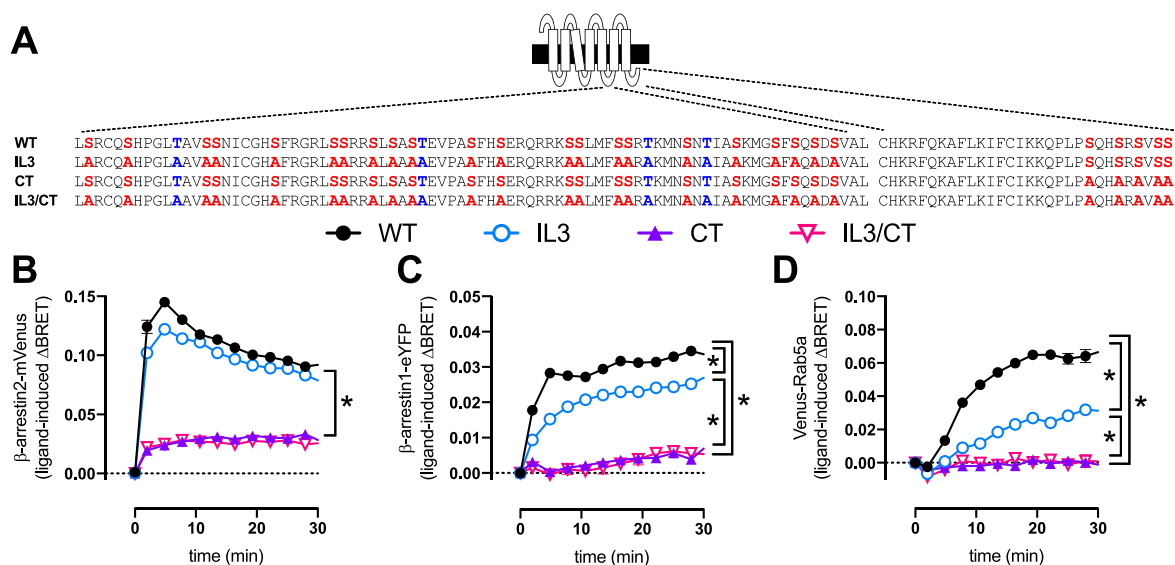 A
WT LSRCQSHPGLTAVSSNICGHSFRGRLSSRRSLSASTEVPASFHSERQRRKSSLMFSSRTKMNSNTIASKMGSFSQSDSVAL CHKRFQKAFLKIFCIKKQPLPSQHSRSVSS
IL3 LARCQAHPGLAAVAANICGHAFRGRLAARRALAAAAEVPAAFHAERQRRKAALMFAARAKMNANAIASKMGAFAQADAVAL CHKRFQKAFLKIFCIKKQPLPSQHSRSVSS
CT LSRCQSHPGLTAVSSNICGHSFRGRLSSRRSLSASTEVPASFHSERQRRKSSLMFSSRTKMNSNTIASKMGSFSQSDSVAL CHKRFQKAFLKIFCIKKQPLPAQHARAVAA
IL3/CT LARCQAHPGLAAVAANICGHAFRGRLAARRALAAAAEVPAAFHAERQRRKAALMFAARAKMNANAIASKMGAFAQADAVAL CHKRFQKAFLKIFCIKKQPLPAQHARAVAA
WT IL3 CT IL3/CT
B
β-arrestin2-mVenus
(ligand-induced ΔBRET)
0.15
0.10
0.05
0.00
*
0 10 20 30
time (min)
C
β-arrestin1-eYFP
(ligand-induced ΔBRET)
0.05
0.04
0.03
0.02
0.01
0.00
*
*
*
0 10 20 30
time (min)
D
Venus-Rab5a
(ligand-induced ΔBRET)
0.10
0.08
0.06
0.04
0.02
0.00
*
*
*
0 10 20 30
time (min)